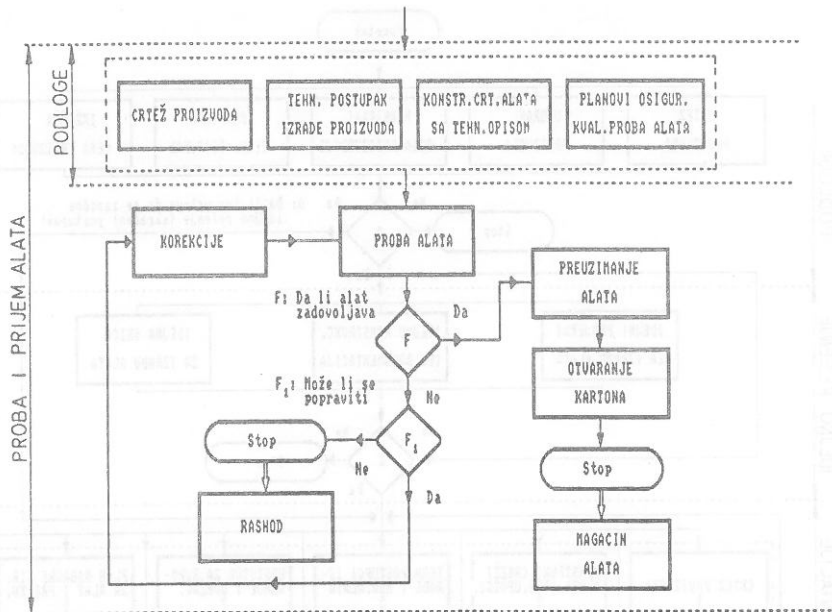 PROBA I PRIJEM ALATA
PODLOGE
CRTEŽ PROIZVODA
TEHN. POSTUPAK
IZRADE PROIZVODA
KONSTR.CRT.ALATA
SA TEHN.OPISOM
PLANOVI OSIGUR.
KVAL.PROBA ALATA
KOREKCIJE
PROBA ALATA
PREUZIMANJE
ALATA
F: Da li alat
zadovoljava
F
Da
OTVARANJE
KARTONA
F1: Može li se
popraviti
Ne
F1
Stop
Ne
Da
Stop
RASHOD
MAGACIN
ALATA